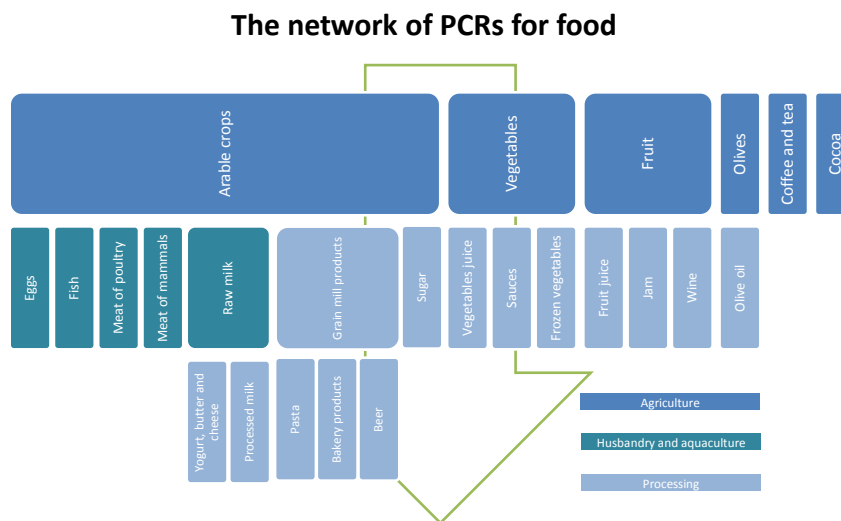 The network of PCRs for food
Arable crops
Vegetables
Fruit
Olives
Coffee and tea
Cocoa
Eggs
Fish
Meat of poultry
Meat of mammals
Raw milk
Grain mill products
Sugar
Vegetables juice
Sauces
Frozen vegetables
Fruit juice
Jam
Wine
Olive oil
Yogurt, butter and
cheese
Processed milk
Pasta
Bakery products
Beer
Agriculture
Husbandry and aquaculture
Processing